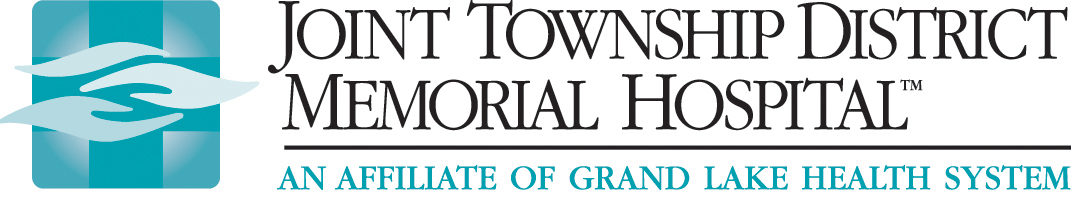 JOINT TOWNSHIP DISTRICT
MEMORIAL HOSPITAL™
AN AFFILIATE OF GRAND LAKE HEALTH SYSTEM